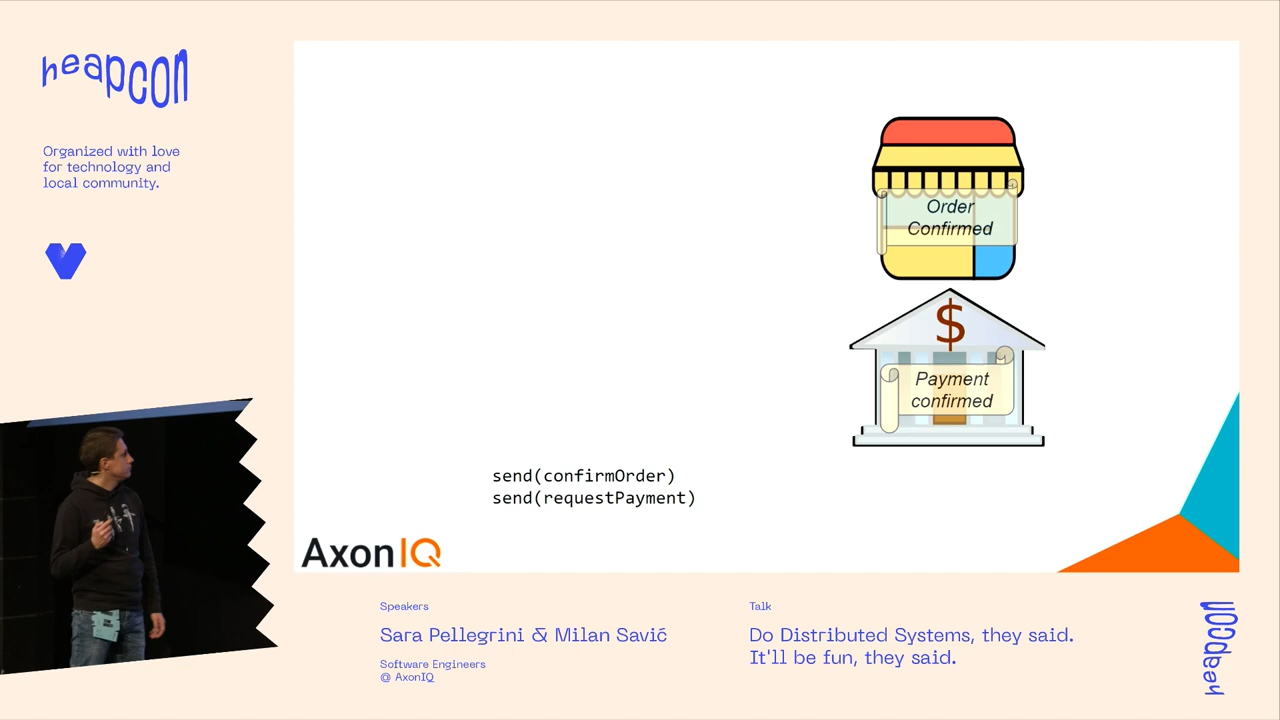 heapcon
Organized with love
for technology and
local community.
Order
Confirmed
$
Payment
confirmed
send(confirmOrder)
send(requestPayment)
AxonIQ
Speakers
Sara Pellegrini & Milan Savić
Software Engineers
@ AxonIQ
Talk
Do Distributed Systems, they said.
It'll be fun, they said.
heapcon